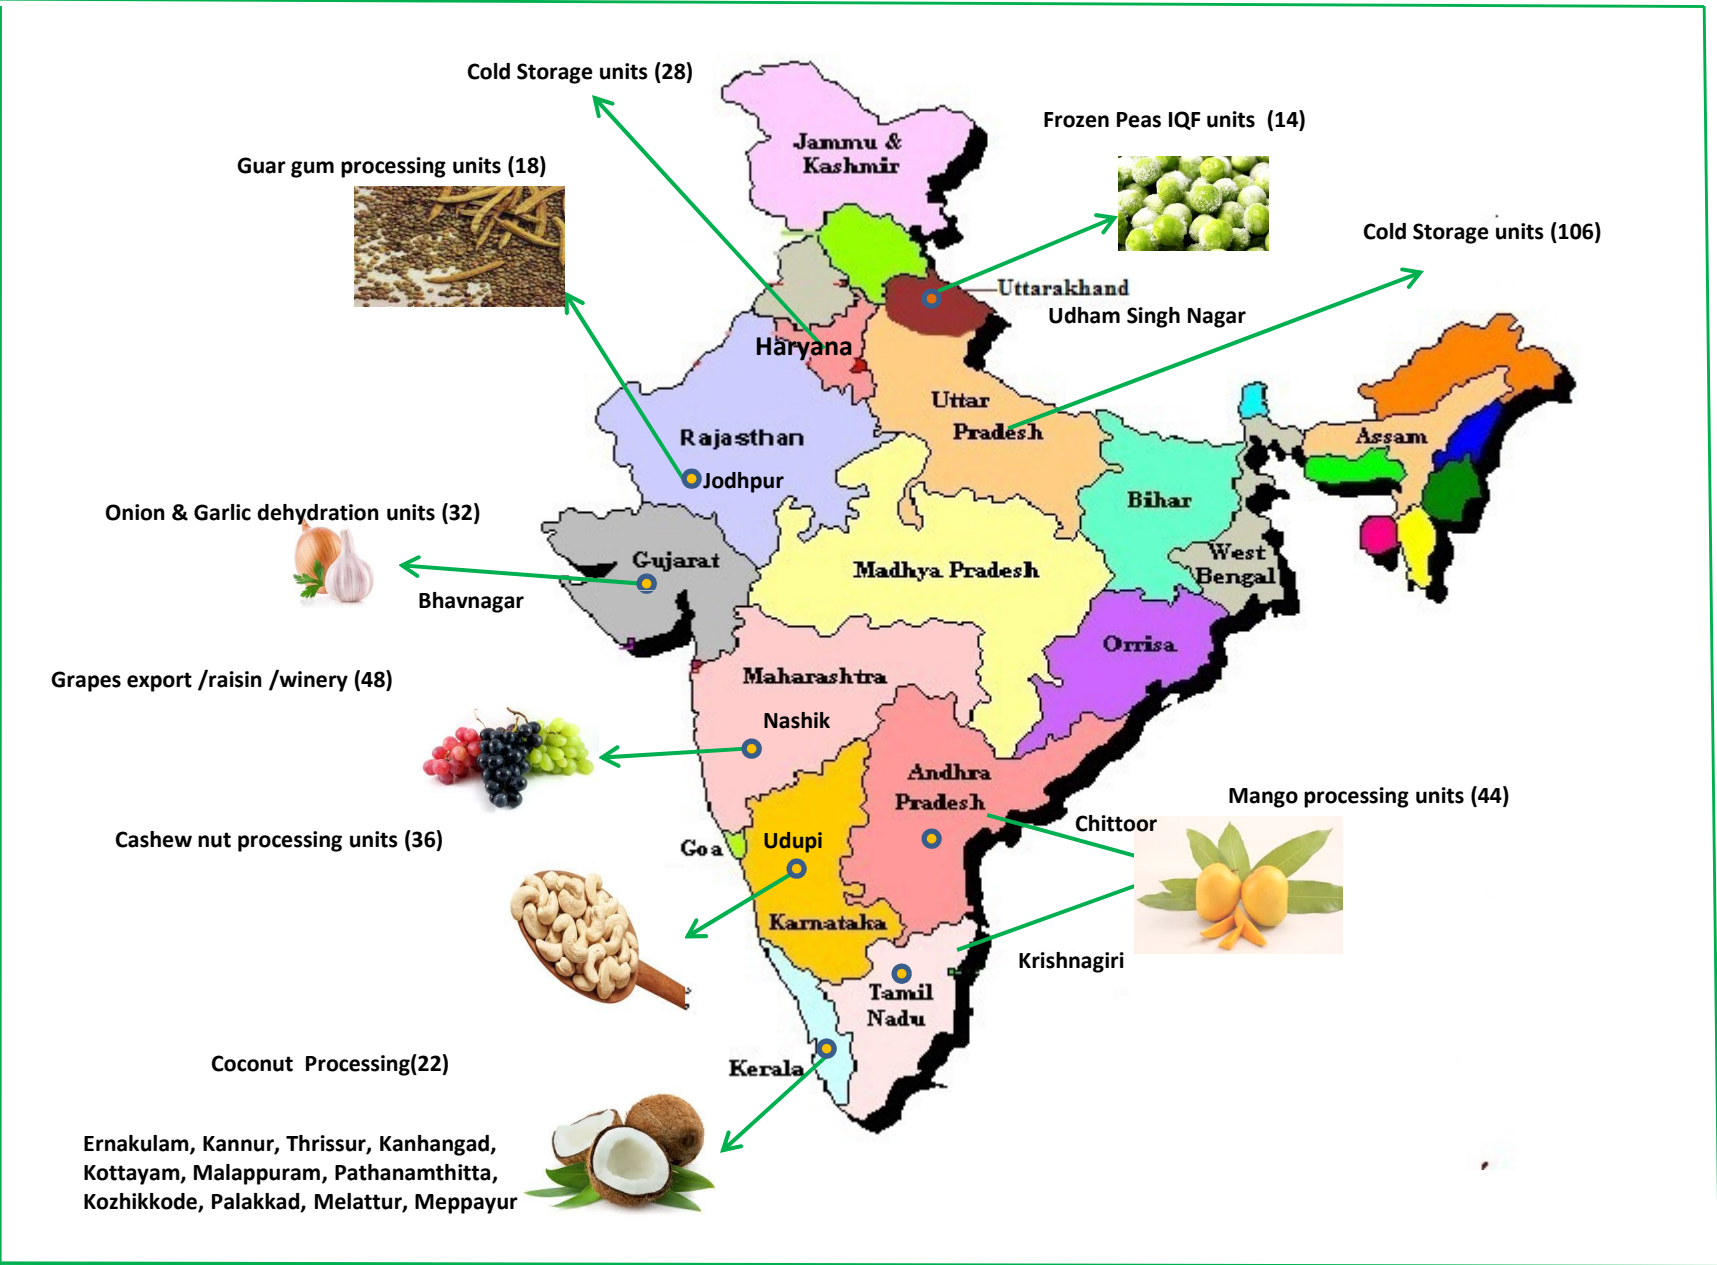 Cold Storage units (28)
Frozen Peas IQF units (14)
Guar gum processing units (18)
Jammu &
Kashmir
Cold Storage units (106)
Uttarakhand
Udham Singh Nagar
Haryana
Uttar
Pradesh
Rajasthan
Assam
Jodhpur
Bihar
Onion & Garlic dehydration units (32)
Gujarat
West
Bengal
Madhya Pradesh
Bhavnagar
Orrisa
Grapes export /raisin /winery (48)
Maharashtra
Nashik
Andhra
Pradesh
Mango processing units (44)
Chittoor
Cashew nut processing units (36)
Goa
Udupi
Karnataka
Krishnagiri
Tamil
Nadu
Coconut  Processing(22)
Kerala
Ernakulam, Kannur, Thrissur, Kanhangad,
Kottayam, Malappuram, Pathanamthitta,
Kozhikkode, Palakkad, Melattur, Meppayur